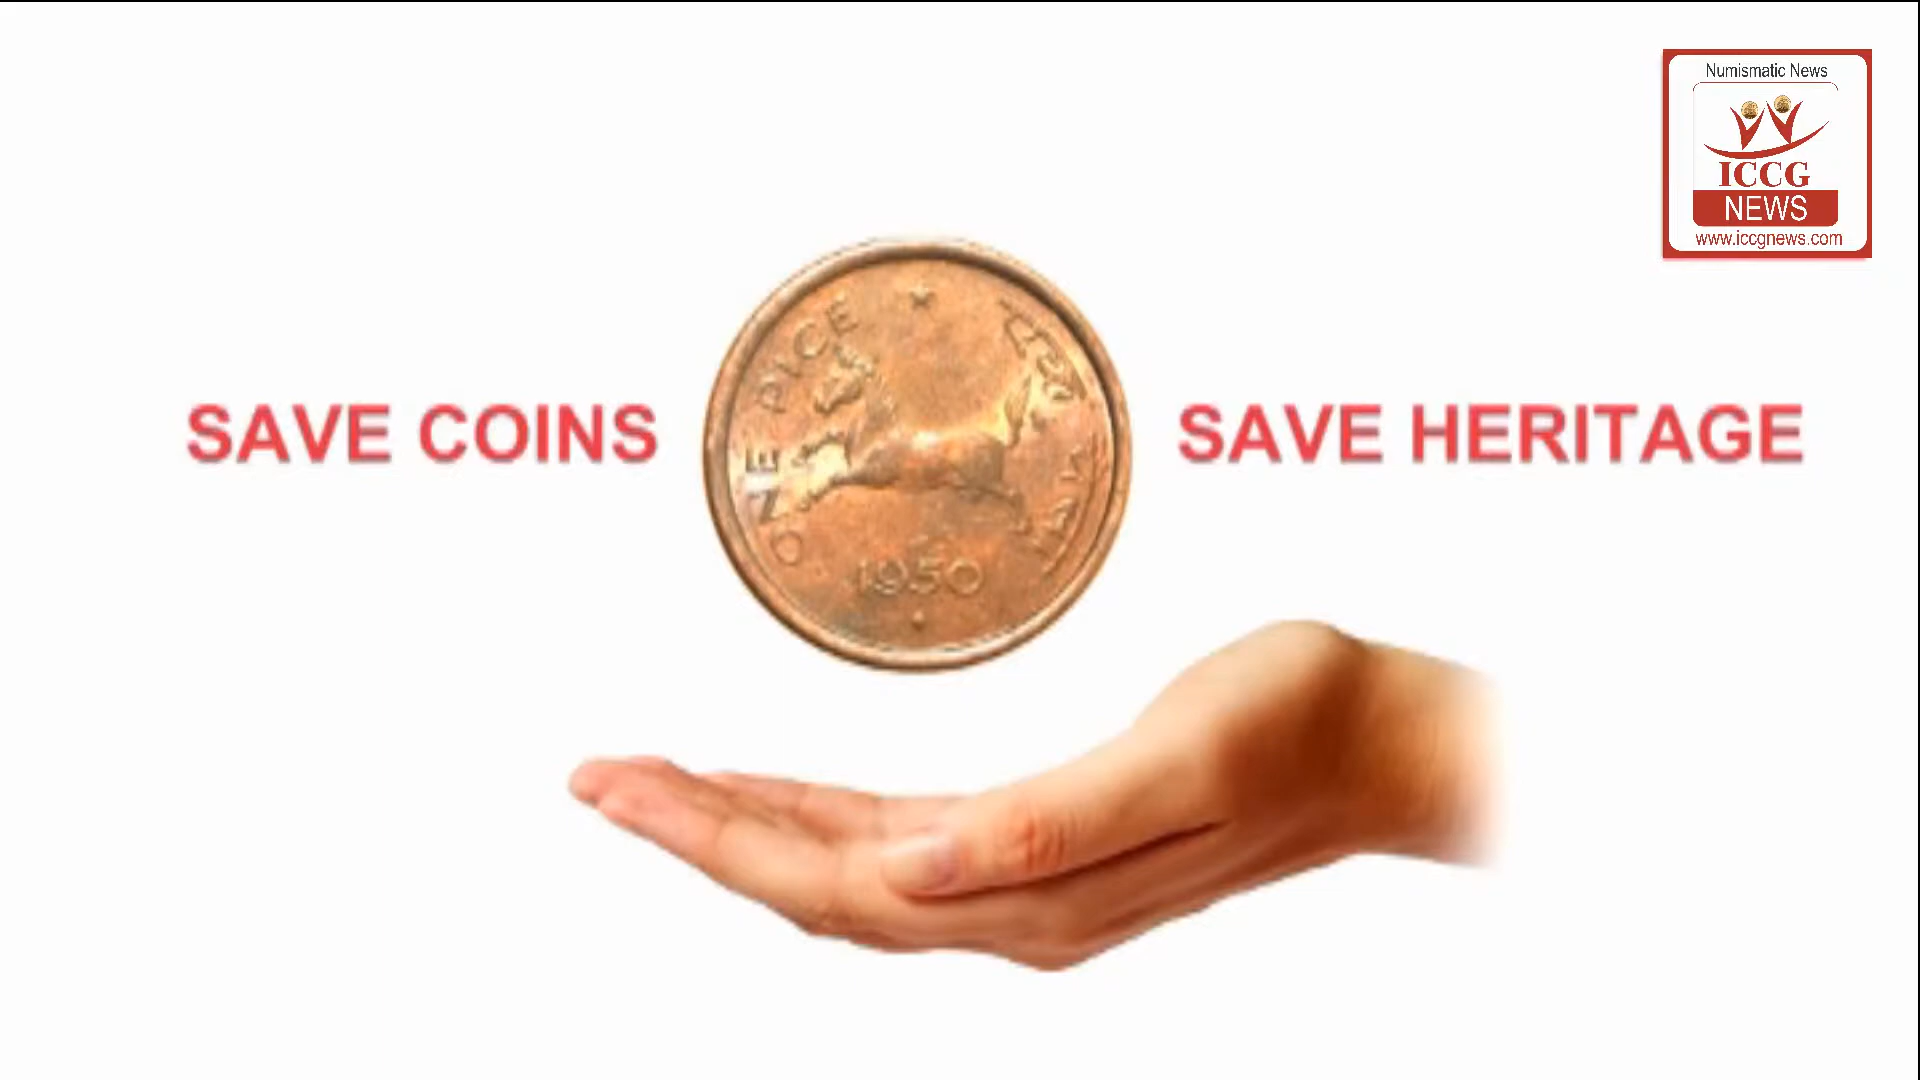 Numismatic News
ICCG
NEWS
www.iccgnews.com
SAVE COINS
ONE PICE
1950
SAVE HERITAGE